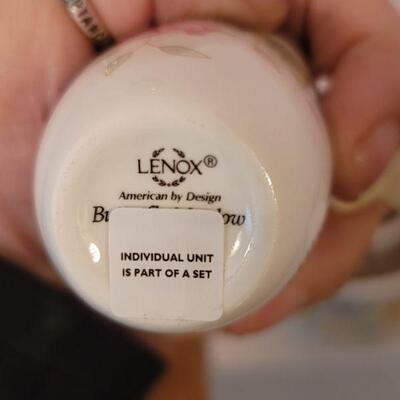 LENOX®
American by Design
INDIVIDUAL UNIT
IS PART OF A SET